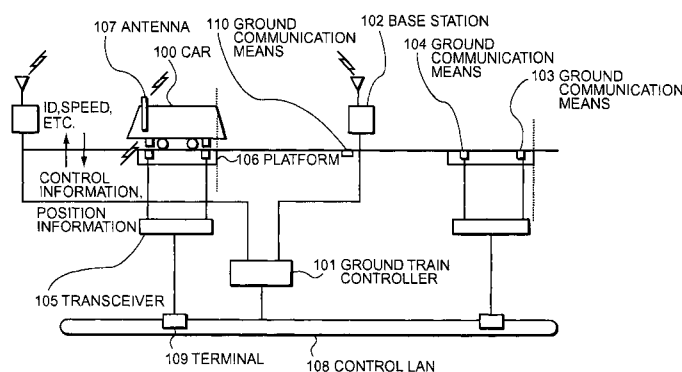 107 ANTENNA
100 CAR
110 GROUND
COMMUNICATION
MEANS
102 BASE STATION
104 GROUND
COMMUNICATION
MEANS
103 GROUND
COMMUNICATION
MEANS
ID,SPEED,
ETC.
106 PLATFORM
CONTROL
INFORMATION,
POSITION
INFORMATION
105 TRANSCEIVER
101 GROUND TRAIN
CONTROLLER
109 TERMINAL
108 CONTROL LAN